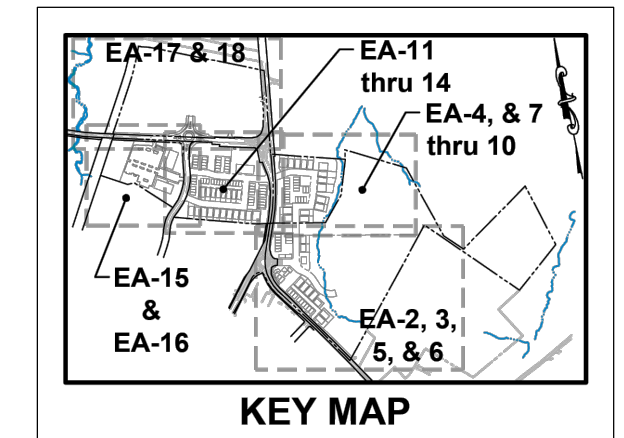 EA-17 & 18
EA-11
thru 14
EA-4, & 7
thru 10
EA-15
&
EA-16
EA-2, 3,
5, & 6
KEY MAP